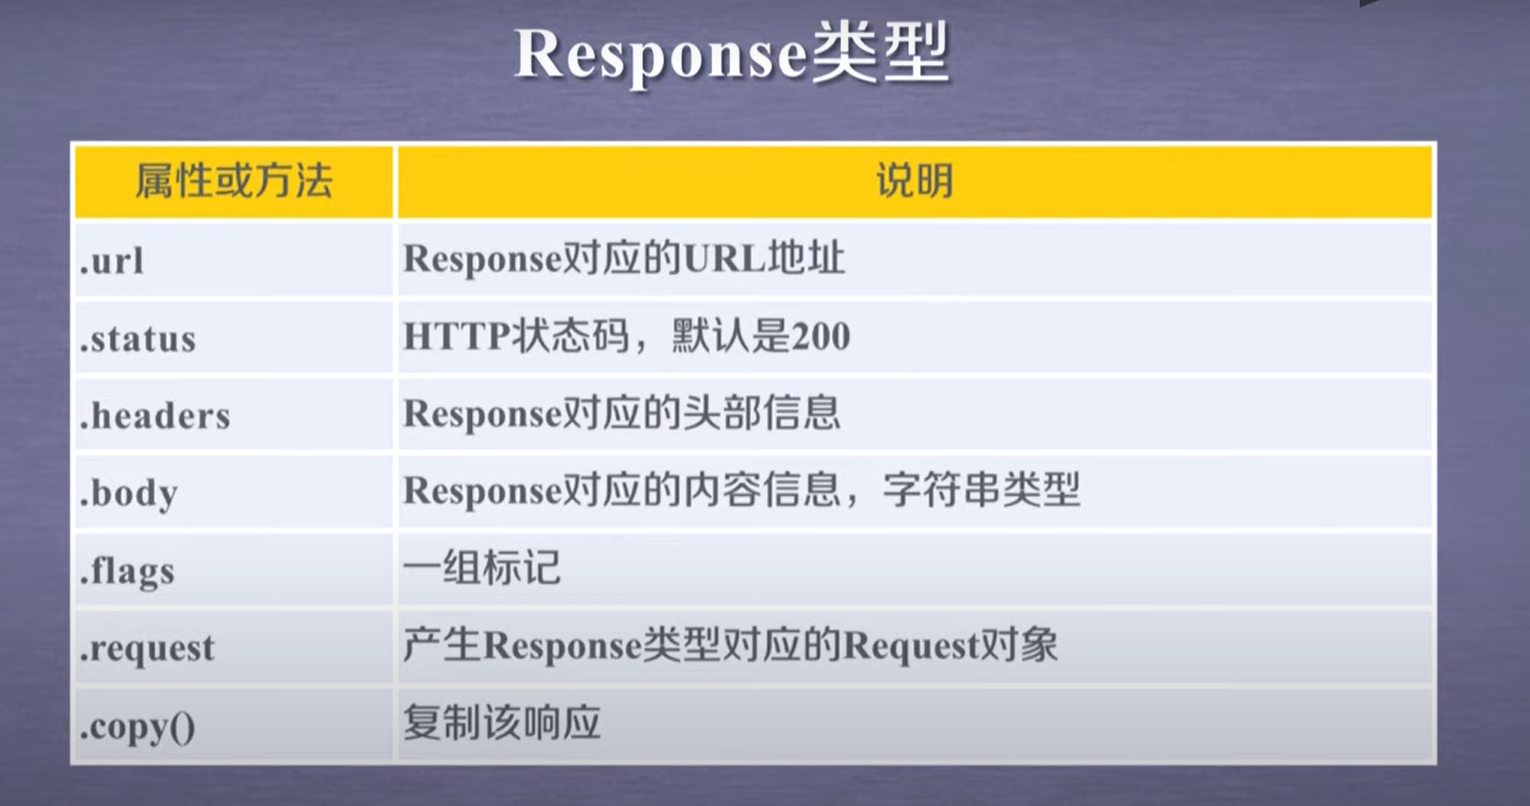 Response类型
属性或方法 说明
.url Response对应的URL地址
.status HTTP状态码，默认是200
.headers Response对应的头部信息
.body Response对应的内容信息，字符串类型
.flags 一组标记
.request 产生Response类型对应的Request对象
.copy() 复制该响应